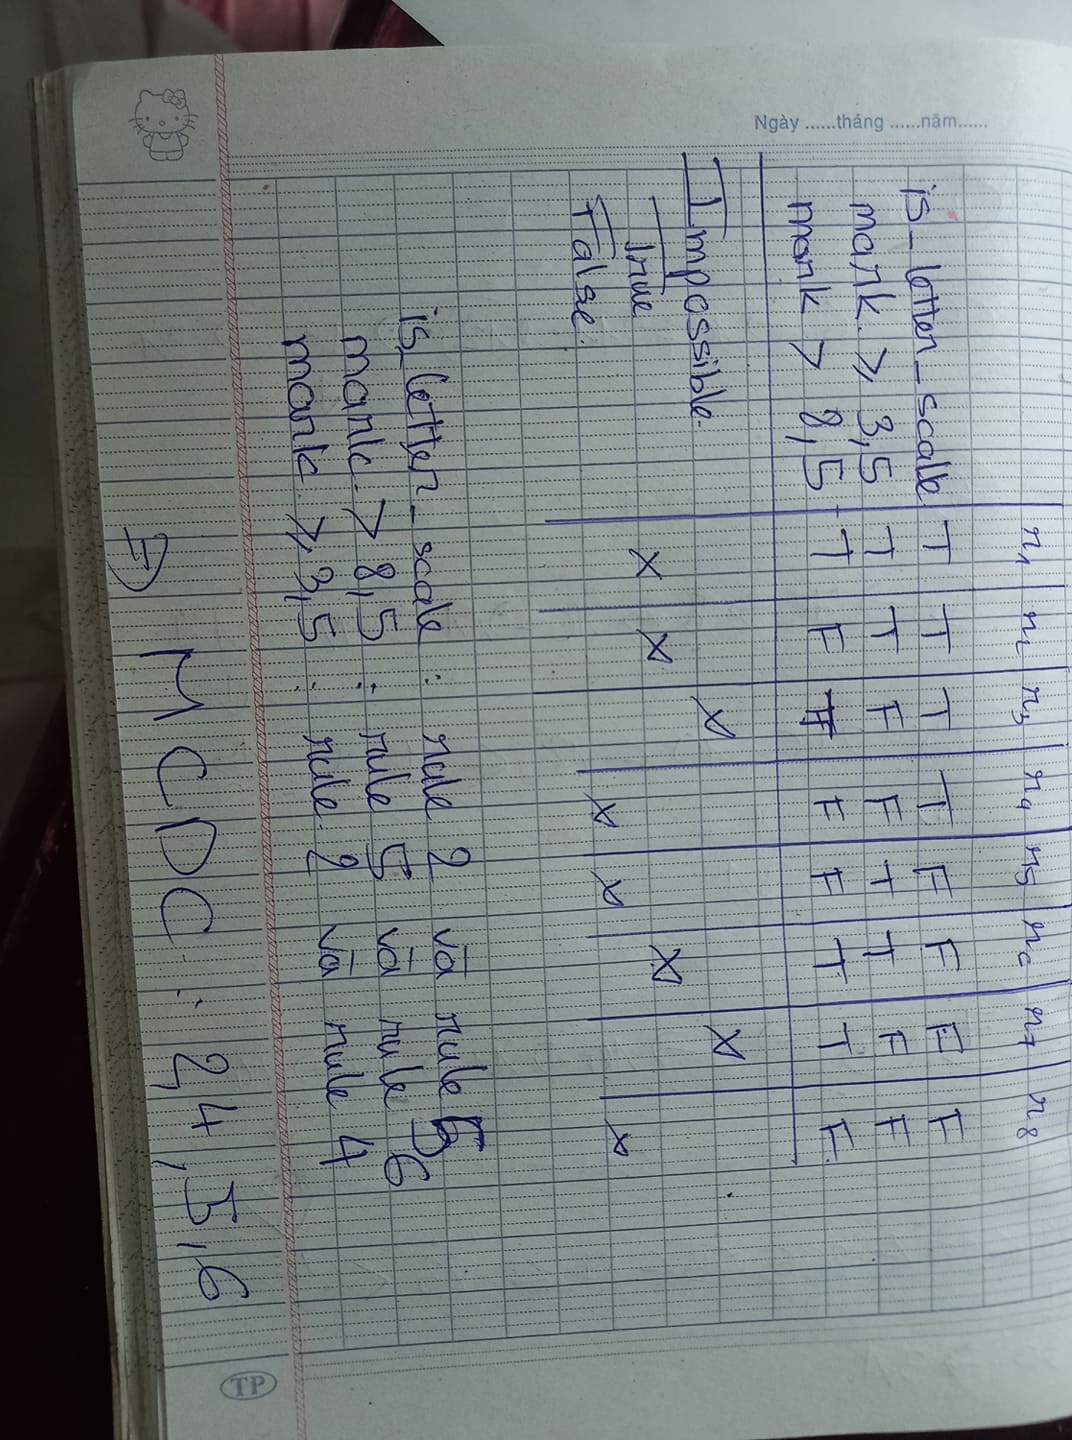 Ngày ......tháng ......năm......
r1 r2 r3 r4 r5 r6 r7 r8
is_letter_scale T T T T F F F F
mark ≥ 3,5 T T F F T T F F
mark > 8,5 T F T F F T T F
Impossible. X X
True X X X
False. X X X
is_letter_scale : rule 2 và rule 5
mark > 8,5 : rule 5 và rule 6
mark ≥ 3,5 : rule 2 và rule 4
=> MCDC : 2,4,5,6
TP